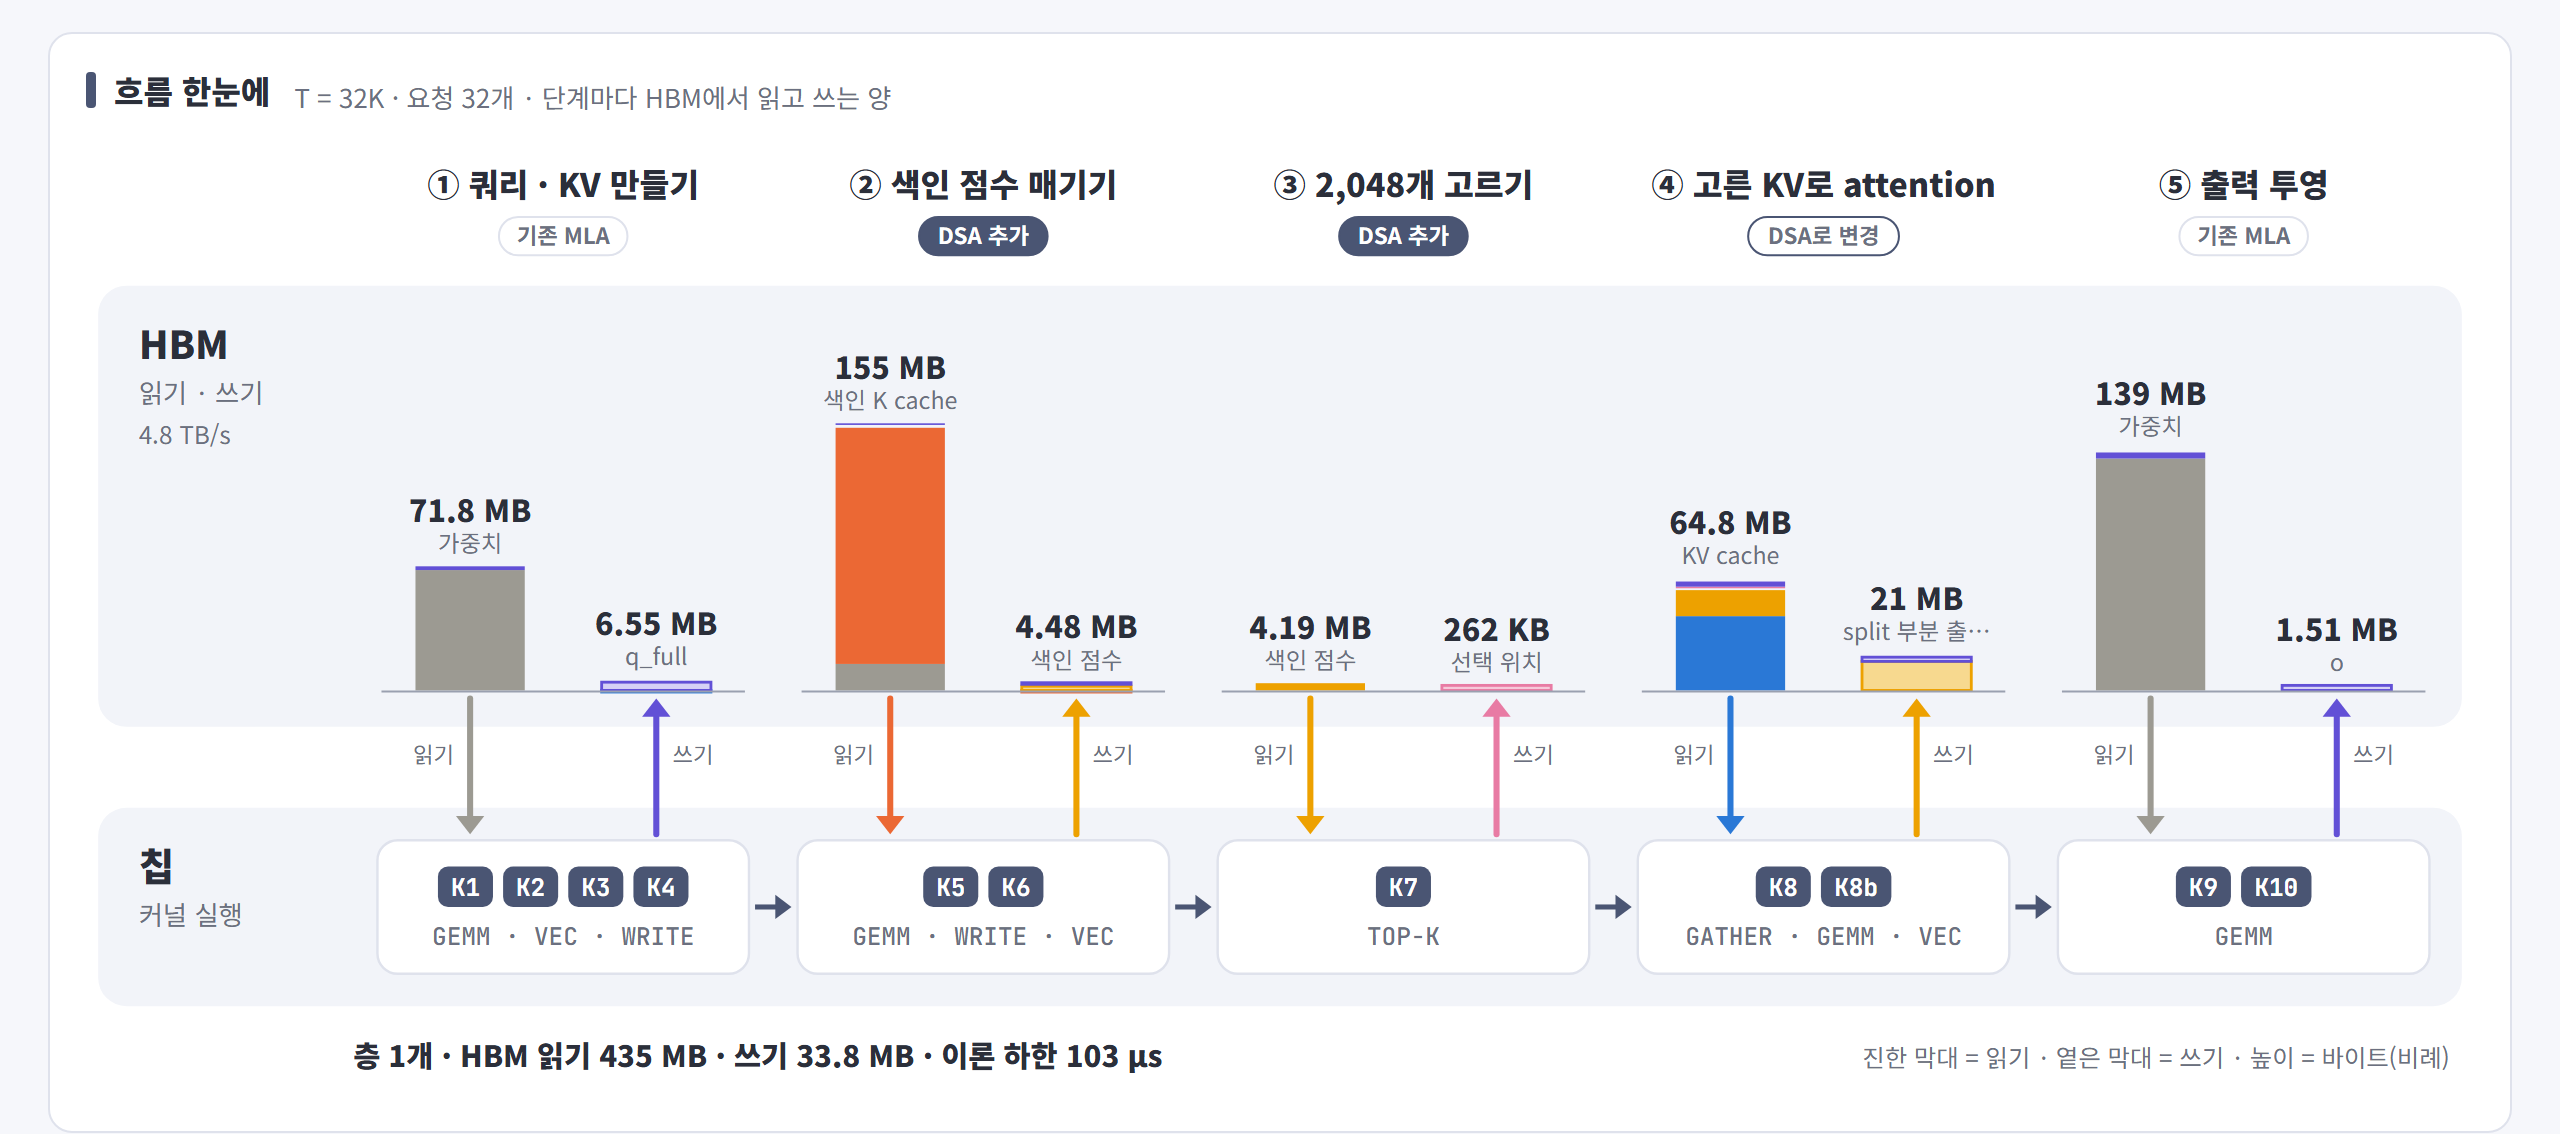 흐름 한눈에 T = 32K · 요청 32개 · 단계마다 HBM에서 읽고 쓰는 양
① 쿼리 · KV 만들기
기존 MLA
② 색인 점수 매기기
DSA 추가
③ 2,048개 고르기
DSA 추가
④ 고른 KV로 attention
DSA로 변경
⑤ 출력 투영
기존 MLA
HBM
읽기 · 쓰기
4.8 TB/s
71.8 MB
가중치
6.55 MB
q_full
155 MB
색인 K cache
4.48 MB
색인 점수
4.19 MB
색인 점수
262 KB
선택 위치
64.8 MB
KV cache
21 MB
split 부분 출…
139 MB
가중치
1.51 MB
o
읽기 쓰기 읽기 쓰기 읽기 쓰기 읽기 쓰기 읽기 쓰기
칩
커널 실행
K1 K2 K3 K4
GEMM · VEC · WRITE
K5 K6
GEMM · WRITE · VEC
K7
TOP-K
K8 K8b
GATHER · GEMM · VEC
K9 K10
GEMM
층 1개 · HBM 읽기 435 MB · 쓰기 33.8 MB · 이론 하한 103 µs
진한 막대 = 읽기 · 옅은 막대 = 쓰기 · 높이 = 바이트(비례)